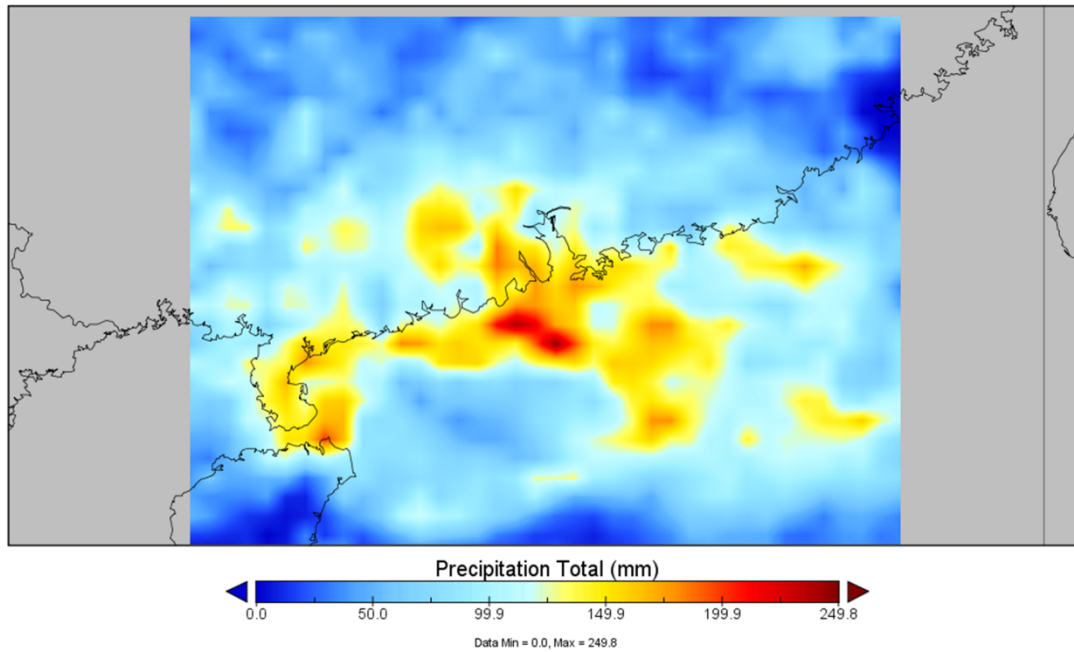 Precipitation Total (mm)
0.0 50.0 99.9 149.9 199.9 249.8
Data Min = 0.0, Max = 249.8